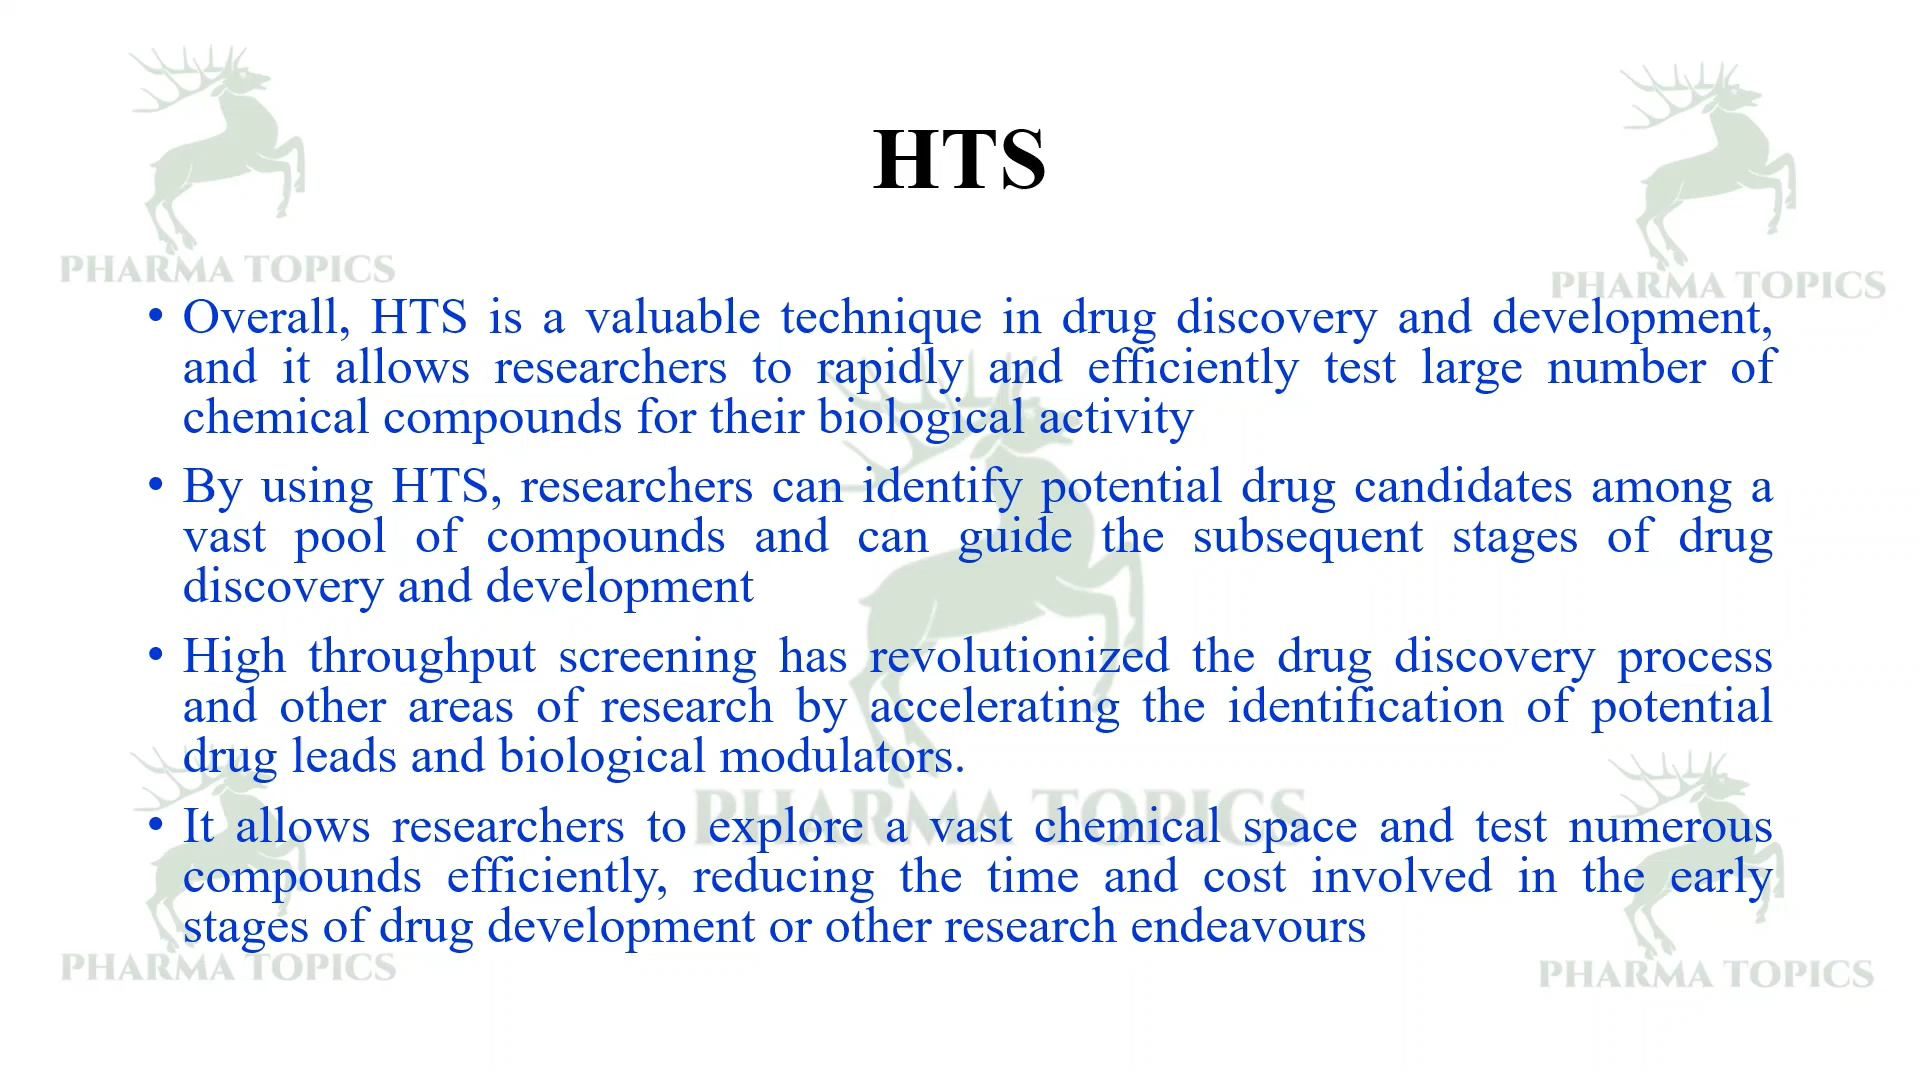 PHARMA TOPICS
PHARMA TOPICS
HTS
• Overall, HTS is a valuable technique in drug discovery and development,
and it allows researchers to rapidly and efficiently test large number of
chemical compounds for their biological activity
• By using HTS, researchers can identify potential drug candidates among a
vast pool of compounds and can guide the subsequent stages of drug
discovery and development
• High throughput screening has revolutionized the drug discovery process
and other areas of research by accelerating the identification of potential
drug leads and biological modulators.
PHARMA TOPICS
• It allows researchers to explore a vast chemical space and test numerous
compounds efficiently, reducing the time and cost involved in the early
stages of drug development or other research endeavours
PHARMA TOPICS
PHARMA TOPICS